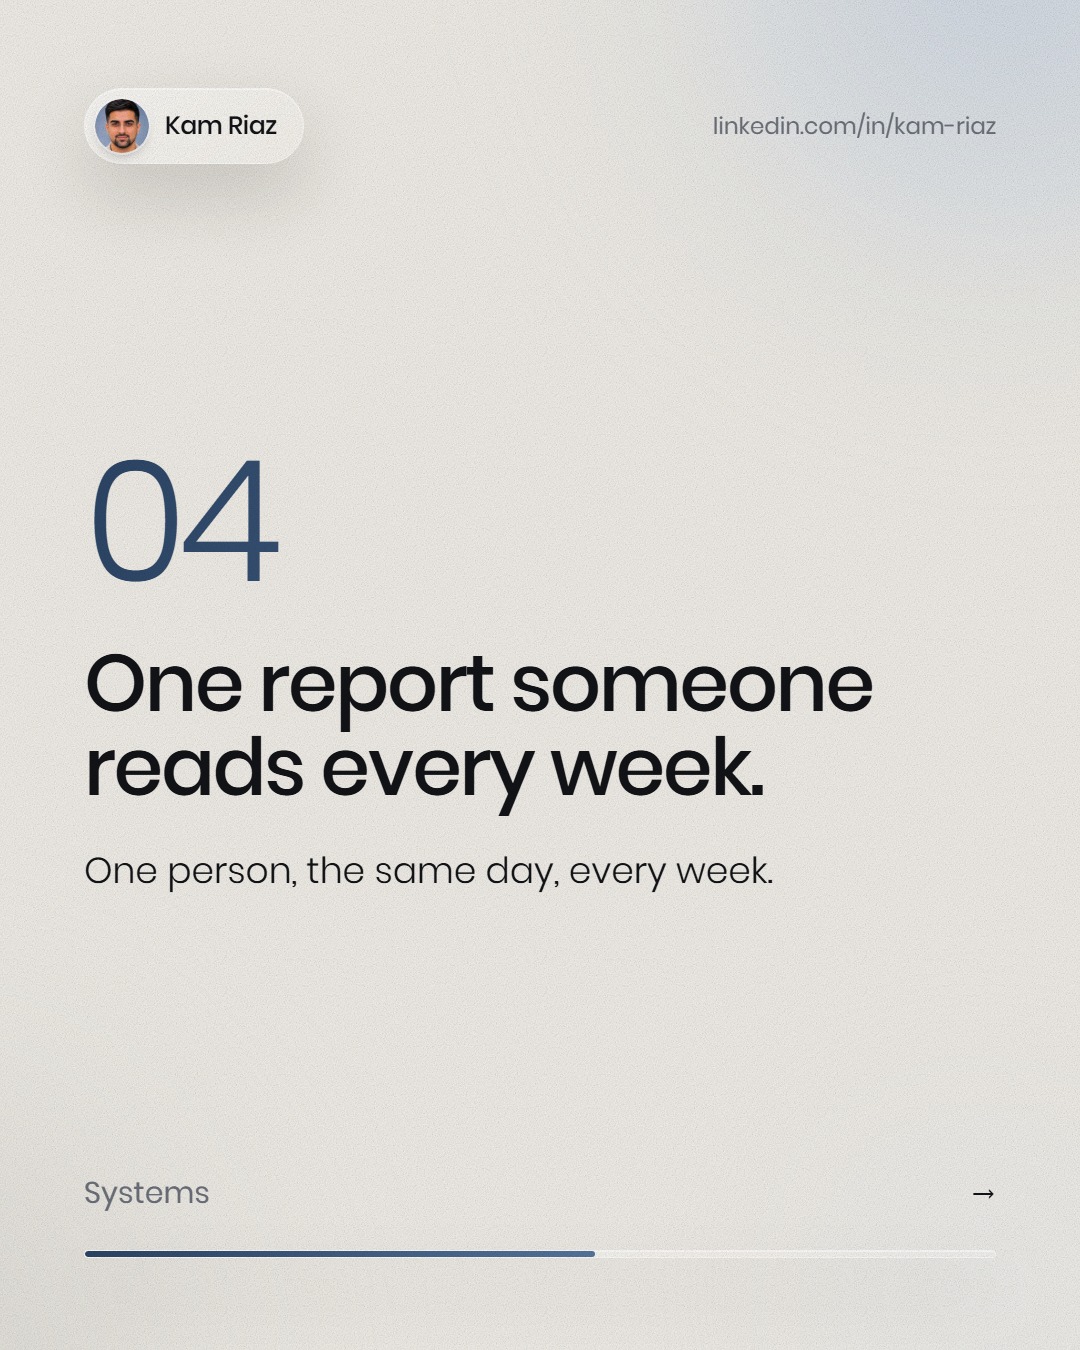 Kam Riaz
linkedin.com/in/kam-riaz
04
One report someone
reads every week.
One person, the same day, every week.
Systems
→